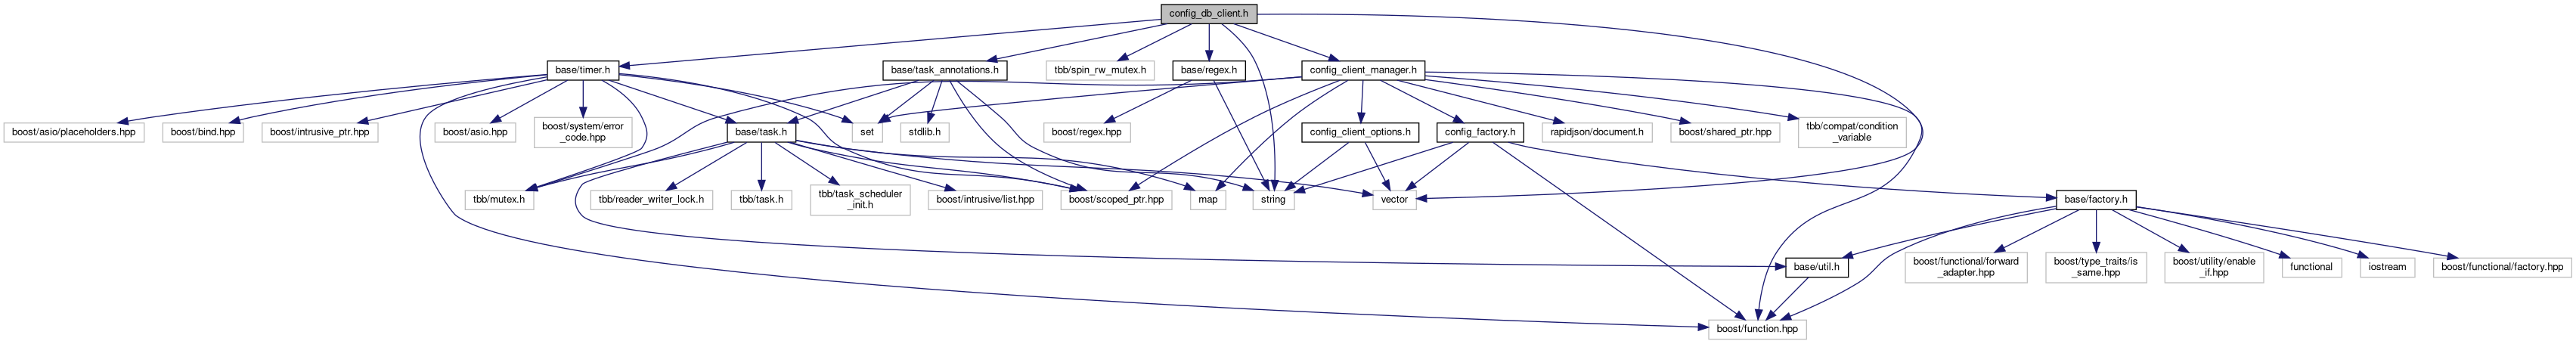 config_db_client.h
base/timer.h
base/task_annotations.h
tbb/spin_rw_mutex.h
base/regex.h
config_client_manager.h
boost/asio/placeholders.hpp
boost/bind.hpp
boost/intrusive_ptr.hpp
boost/asio.hpp
boost/system/error
_code.hpp
base/task.h
set
stdlib.h
boost/regex.hpp
config_client_options.h
config_factory.h
rapidjson/document.h
boost/shared_ptr.hpp
tbb/compat/condition
_variable
tbb/mutex.h
tbb/reader_writer_lock.h
tbb/task.h
tbb/task_scheduler
_init.h
boost/intrusive/list.hpp
boost/scoped_ptr.hpp
map
string
vector
base/factory.h
base/util.h
boost/functional/forward
_adapter.hpp
boost/type_traits/is
_same.hpp
boost/utility/enable
_if.hpp
functional
iostream
boost/functional/factory.hpp
boost/function.hpp